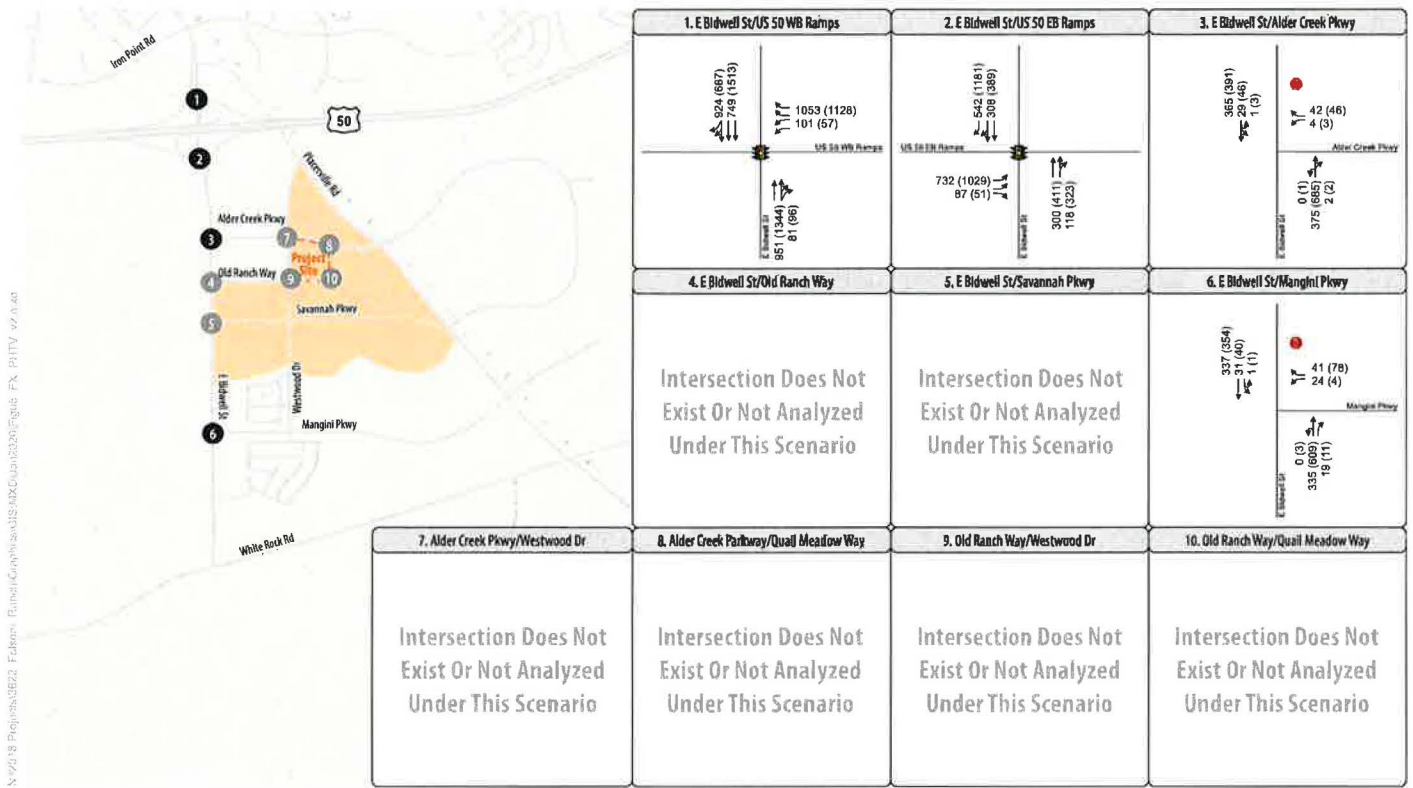 Iron Point Rd
1
50
2
Placerville Rd
Alder Creek Pkwy
3
7
8
Project
Site
Old Ranch Way
4
9
10
Savannah Pkwy
5
E Bidwell St
Westwood Dr
Mangini Pkwy
6
White Rock Rd
1. E Bidwell St/US 50 WB Ramps
924 (667)
749 (1513)
1053 (1128)
101 (57)
US 50 WB Ramps
951 (1344)
81 (96)
E Bidwell St
2. E Bidwell St/US 50 EB Ramps
542 (1181)
308 (389)
US 50 EB Ramps
732 (1029)
87 (51)
300 (411)
118 (323)
E Bidwell St
3. E Bidwell St/Alder Creek Pkwy
365 (391)
29 (46)
1 (3)
42 (46)
4 (3)
Alder Creek Pkwy
0 (1)
375 (685)
2 (2)
E Bidwell St
4. E Bidwell St/Old Ranch Way
Intersection Does Not
Exist Or Not Analyzed
Under This Scenario
5. E Bidwell St/Savannah Pkwy
Intersection Does Not
Exist Or Not Analyzed
Under This Scenario
6. E Bidwell St/Mangini Pkwy
337 (354)
31 (40)
1 (1)
41 (78)
24 (4)
Mangini Pkwy
0 (3)
335 (609)
19 (11)
E Bidwell St
7. Alder Creek Pkwy/Westwood Dr
Intersection Does Not
Exist Or Not Analyzed
Under This Scenario
8. Alder Creek Parkway/Quail Meadow Way
Intersection Does Not
Exist Or Not Analyzed
Under This Scenario
9. Old Ranch Way/Westwood Dr
Intersection Does Not
Exist Or Not Analyzed
Under This Scenario
10. Old Ranch Way/Quail Meadow Way
Intersection Does Not
Exist Or Not Analyzed
Under This Scenario